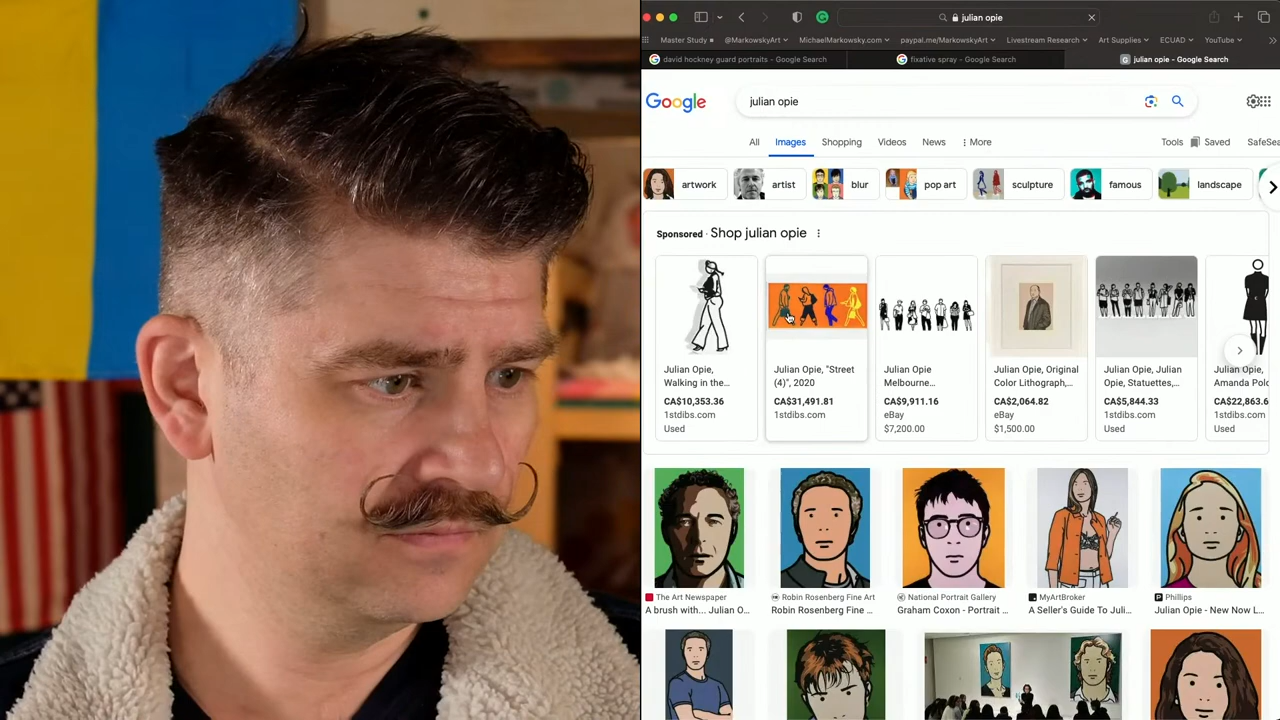 julian opie
Master Study
@MarkowskyArt
MichaelMarkowsky.com
paypal.me/MarkowskyArt
Livestream Research
Art Supplies
ECUAD
YouTube
david hockney guard portraits - Google Search
fixative spray - Google Search
julian opie - Google Search
Google
julian opie
All
Images
Shopping
Videos
News
More
Tools
Saved
SafeSea
artwork
artist
blur
pop art
sculpture
famous
landscape
Sponsored · Shop julian opie
Julian Opie,
Walking in the...
CA$10,353.36
1stdibs.com
Used
Julian Opie, "Street
(4)", 2020
CA$31,491.81
1stdibs.com
Julian Opie
Melbourne...
CA$9,911.16
eBay
$7,200.00
Julian Opie, Original
Color Lithograph,...
CA$2,064.82
eBay
$1,500.00
Julian Opie, Julian
Opie, Statuettes,...
CA$5,844.33
1stdibs.com
Used
Julian Opie,
Amanda Polo
CA$22,863.6
1stdibs.com
Used
The Art Newspaper
A brush with... Julian O...
Robin Rosenberg Fine Art
Robin Rosenberg Fine ...
National Portrait Gallery
Graham Coxon - Portrait ...
MyArtBroker
A Seller's Guide To Juli...
Phillips
Julian Opie - New Now L...